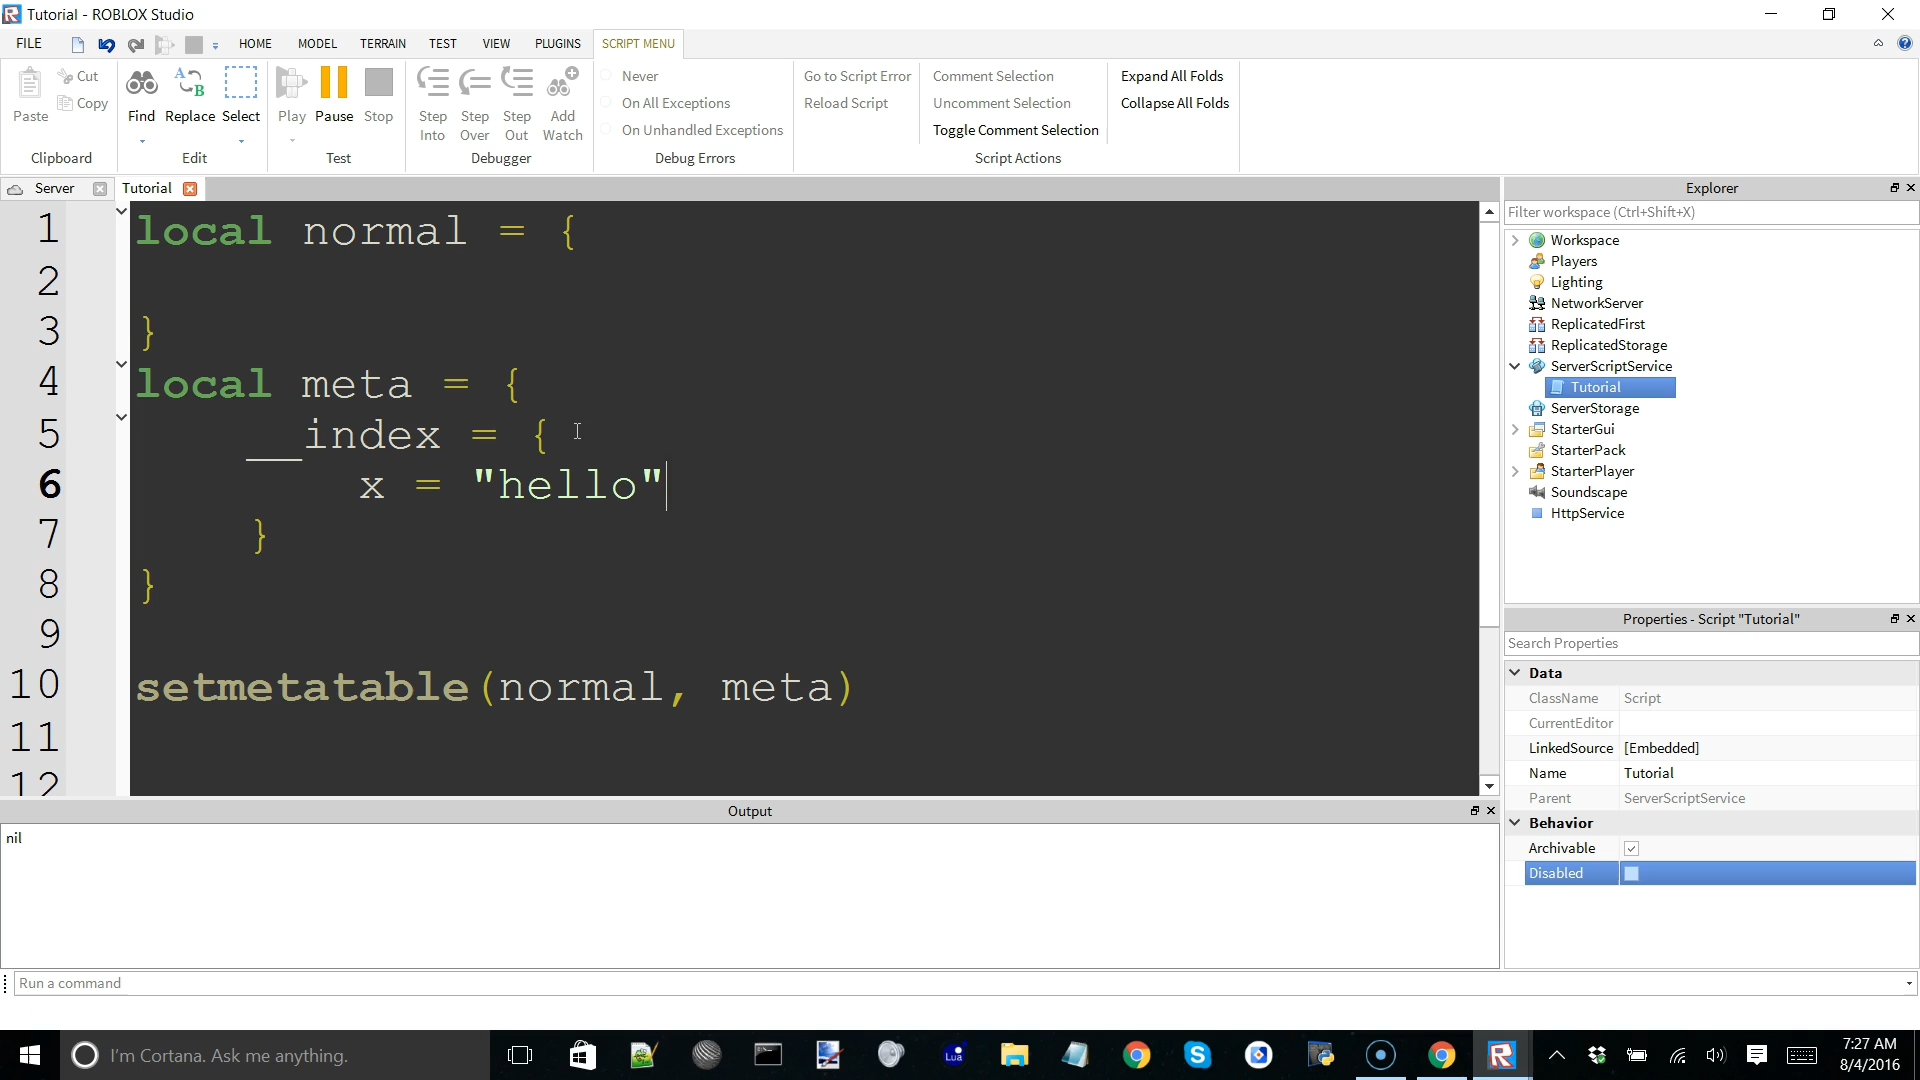 Tutorial - ROBLOX Studio
FILE HOME MODEL TERRAIN TEST VIEW PLUGINS SCRIPT MENU
Paste Cut Copy
Clipboard
Find Replace Select
Edit
Play Pause Stop
Test
Step Into Step Over Step Out Add Watch
Debugger
Never
On All Exceptions
On Unhandled Exceptions
Debug Errors
Go to Script Error
Reload Script
Comment Selection
Uncomment Selection
Toggle Comment Selection
Script Actions
Expand All Folds
Collapse All Folds
Server Tutorial
1 local normal = {
2
3 }
4 local meta = {
5 __index = {
6 x = "hello"
7 }
8 }
9
10 setmetatable(normal, meta)
11
12
Output
nil
Run a command
Explorer
Filter workspace (Ctrl+Shift+X)
Workspace
Players
Lighting
NetworkServer
ReplicatedFirst
ReplicatedStorage
ServerScriptService
Tutorial
ServerStorage
StarterGui
StarterPack
StarterPlayer
Soundscape
HttpService
Properties - Script "Tutorial"
Search Properties
Data
ClassName Script
CurrentEditor
LinkedSource [Embedded]
Name Tutorial
Parent ServerScriptService
Behavior
Archivable
Disabled
I'm Cortana. Ask me anything.
Lua
7:27 AM
8/4/2016